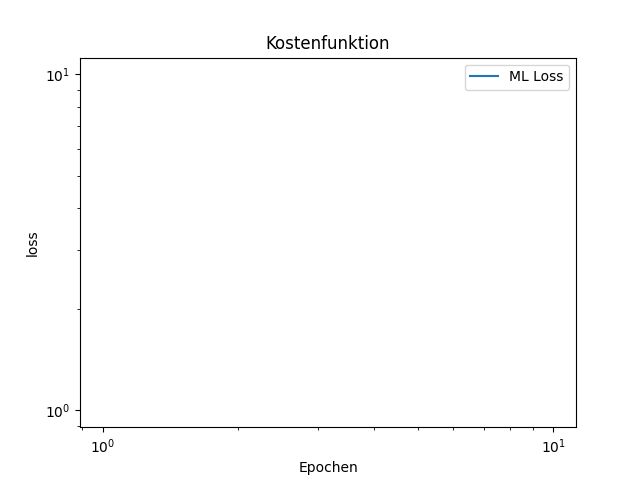 Kostenfunktion
ML Loss
10¹
loss
10⁰
10⁰ 10¹
Epochen